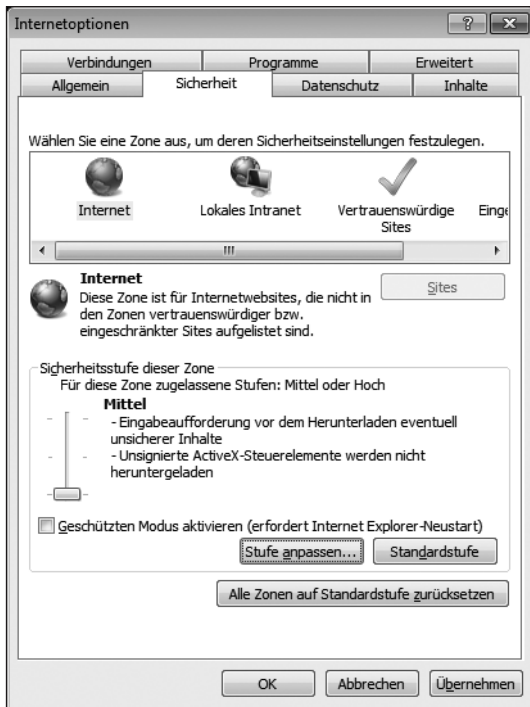 Internetoptionen
Verbindungen Programme Erweitert
Allgemein Sicherheit Datenschutz Inhalte
Wählen Sie eine Zone aus, um deren Sicherheitseinstellungen festzulegen.
Internet Lokales Intranet Vertrauenswürdige Sites Einge
Internet
Sites
Diese Zone ist für Internetwebsites, die nicht in
den Zonen vertrauenswürdiger bzw.
eingeschränkter Sites aufgelistet sind.
Sicherheitsstufe dieser Zone
Für diese Zone zugelassene Stufen: Mittel oder Hoch
Mittel
- Eingabeaufforderung vor dem Herunterladen eventuell
unsicherer Inhalte
- Unsignierte ActiveX-Steuerelemente werden nicht
heruntergeladen
Geschützten Modus aktivieren (erfordert Internet Explorer-Neustart)
Stufe anpassen... Standardstufe
Alle Zonen auf Standardstufe zurücksetzen
OK Abbrechen Übernehmen